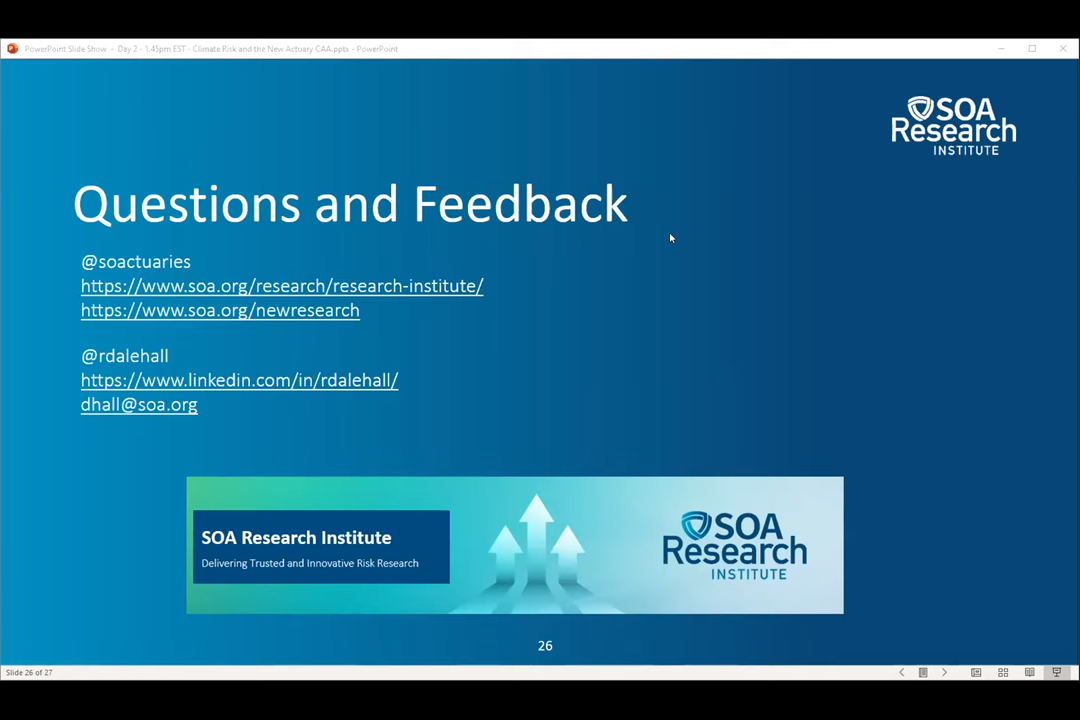 PowerPoint Slide Show - Day 2 - 1.45pm EST - Climate Risk and the New Actuary CAA.ppts - PowerPoint
SOA
Research
INSTITUTE
Questions and Feedback
@soactuaries
https://www.soa.org/research/research-institute/
https://www.soa.org/newresearch
@rdalehall
https://www.linkedin.com/in/rdalehall/
dhall@soa.org
SOA Research Institute
Delivering Trusted and Innovative Risk Research
SOA
Research
INSTITUTE
26
Slide 26 of 27